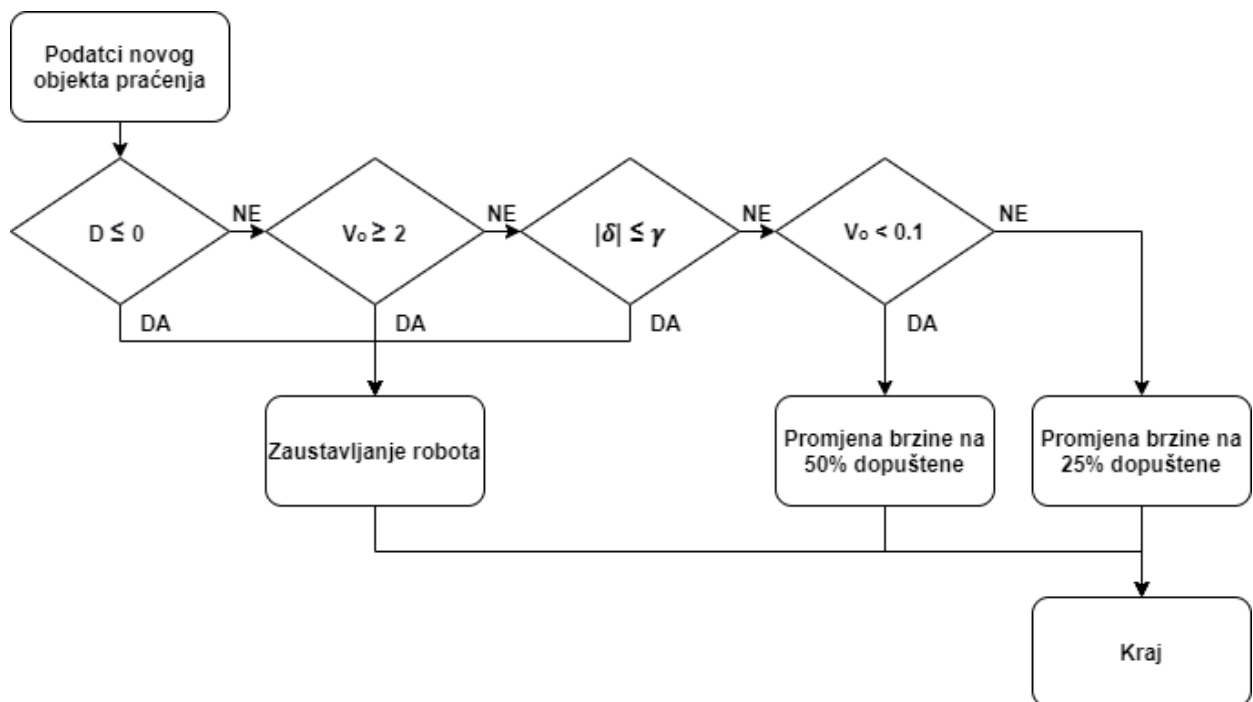 Podatci novog
objekta praćenja
D ≤ 0
NE
Vₒ ≥ 2
NE
|δ| ≤ γ
NE
Vₒ < 0.1
NE
DA
DA
DA
DA
Zaustavljanje robota
Promjena brzine na
50% dopuštene
Promjena brzine na
25% dopuštene
Kraj